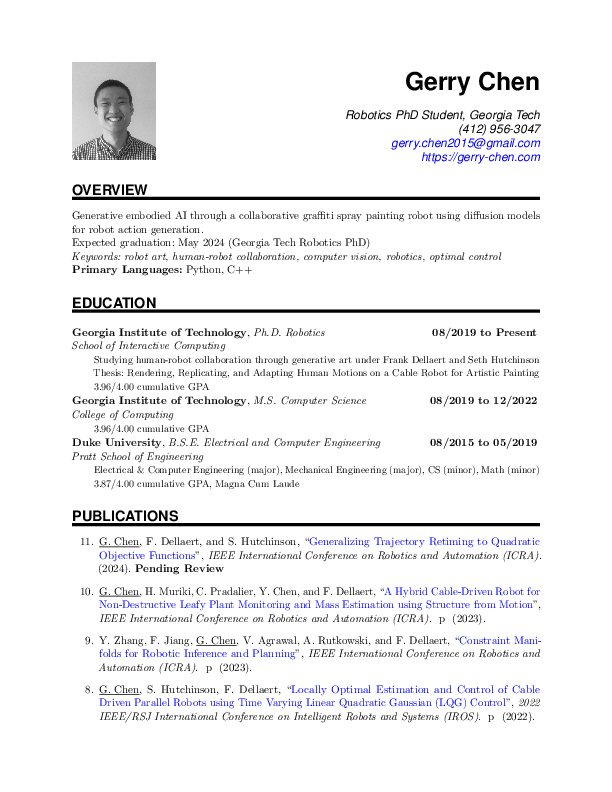 Gerry Chen
Robotics PhD Student, Georgia Tech
(412) 956-3047
gerry.chen2015@gmail.com
https://gerry-chen.com
OVERVIEW
Generative embodied AI through a collaborative graffiti spray painting robot using diffusion models
for robot action generation.
Expected graduation: May 2024 (Georgia Tech Robotics PhD)
Keywords: robot art, human-robot collaboration, computer vision, robotics, optimal control
Primary Languages: Python, C++
EDUCATION
Georgia Institute of Technology, Ph.D. Robotics 08/2019 to Present
School of Interactive Computing
Studying human-robot collaboration through generative art under Frank Dellaert and Seth Hutchinson
Thesis: Rendering, Replicating, and Adapting Human Motions on a Cable Robot for Artistic Painting
3.96/4.00 cumulative GPA
Georgia Institute of Technology, M.S. Computer Science 08/2019 to 12/2022
College of Computing
3.96/4.00 cumulative GPA
Duke University, B.S.E. Electrical and Computer Engineering 08/2015 to 05/2019
Pratt School of Engineering
Electrical & Computer Engineering (major), Mechanical Engineering (major), CS (minor), Math (minor)
3.87/4.00 cumulative GPA, Magna Cum Laude
PUBLICATIONS
11. G. Chen, F. Dellaert, and S. Hutchinson, "Generalizing Trajectory Retiming to Quadratic
Objective Functions", IEEE International Conference on Robotics and Automation (ICRA).
(2024). Pending Review
10. G. Chen, H. Muriki, C. Pradalier, Y. Chen, and F. Dellaert, "A Hybrid Cable-Driven Robot for
Non-Destructive Leafy Plant Monitoring and Mass Estimation using Structure from Motion",
IEEE International Conference on Robotics and Automation (ICRA). p (2023).
9. Y. Zhang, F. Jiang, G. Chen, V. Agrawal, A. Rutkowski, and F. Dellaert, "Constraint Mani-
folds for Robotic Inference and Planning", IEEE International Conference on Robotics and
Automation (ICRA). p (2023).
8. G. Chen, S. Hutchinson, F. Dellaert, "Locally Optimal Estimation and Control of Cable
Driven Parallel Robots using Time Varying Linear Quadratic Gaussian (LQG) Control", 2022
IEEE/RSJ International Conference on Intelligent Robots and Systems (IROS). p (2022).